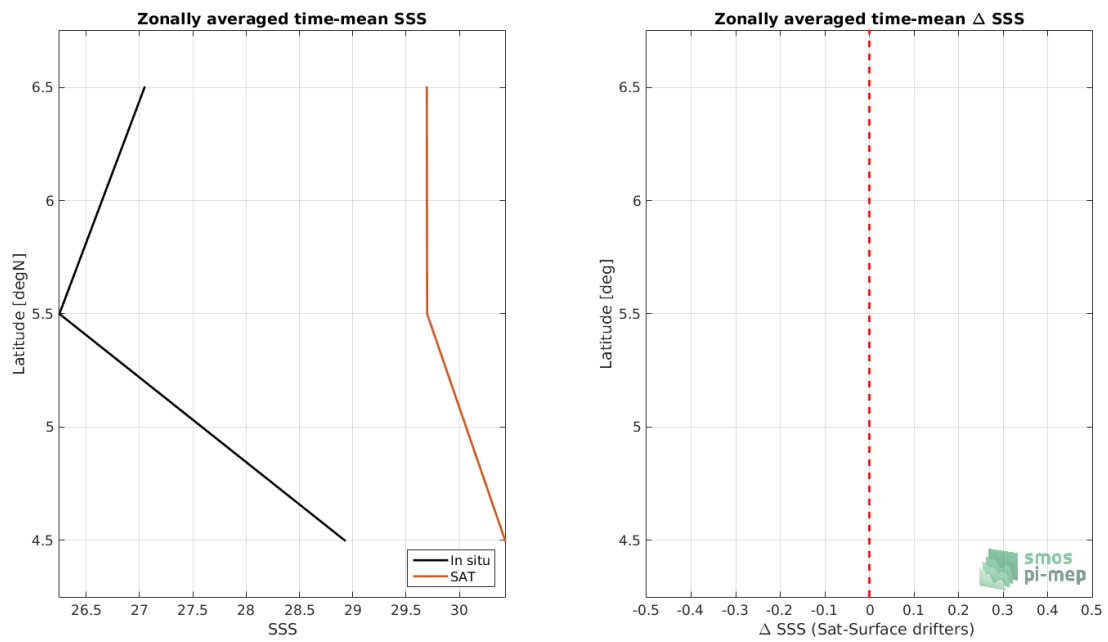 Zonally averaged time-mean SSS
6.5
6
5.5
5
4.5
Latitude [degN]
26.5 27 27.5 28 28.5 29 29.5 30
SSS
In situ
SAT
Zonally averaged time-mean Δ SSS
6.5
6
5.5
5
4.5
Latitude [deg]
-0.5 -0.4 -0.3 -0.2 -0.1 0 0.1 0.2 0.3 0.4 0.5
Δ SSS (Sat-Surface drifters)
smos
pi-mep